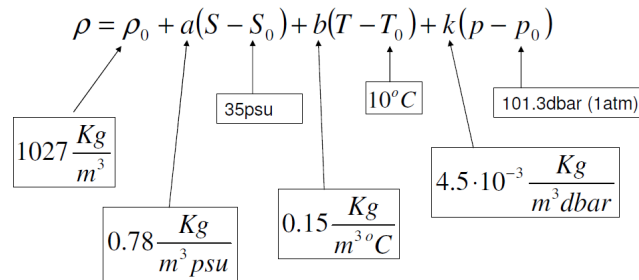 ρ = ρ₀ + a(S − S₀) + b(T − T₀) + k(p − p₀)
35psu
10°C
101.3dbar (1atm)
1027 Kg/m³
4.5·10⁻³ Kg/m³dbar
0.78 Kg/m³psu
0.15 Kg/m³°C